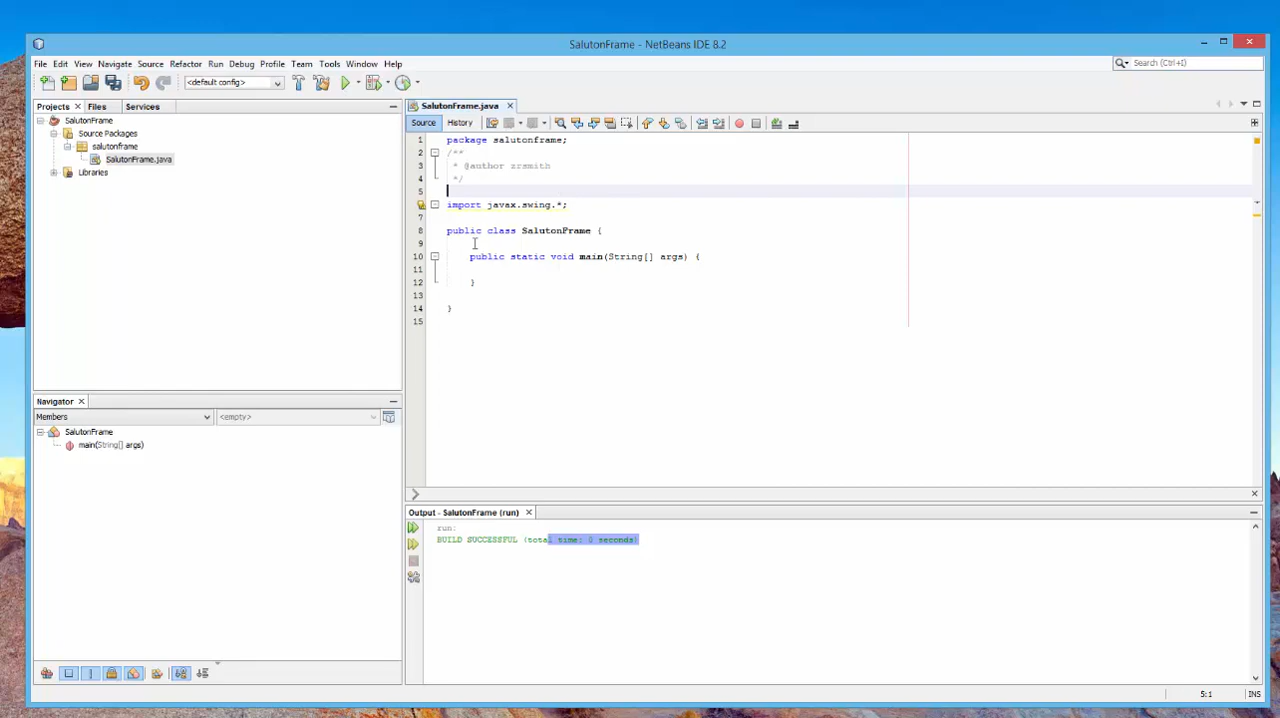 SalutonFrame - NetBeans IDE 8.2
File Edit View Navigate Source Refactor Run Debug Profile Team Tools Window Help
Search (Ctrl+I)
<default config>
Projects Files Services
SalutonFrame
Source Packages
salutonframe
SalutonFrame.java
Libraries
Navigator
Members
<empty>
SalutonFrame
main(String[] args)
SalutonFrame.java
Source History
1 package salutonframe;
2 /**
3 * @author zrsmith
4 */
5
import javax.swing.*;
7
8 public class SalutonFrame {
9
10 public static void main(String[] args) {
11
12 }
13
14 }
15
Output - SalutonFrame (run)
run:
BUILD SUCCESSFUL (total time: 0 seconds)
5:1 INS